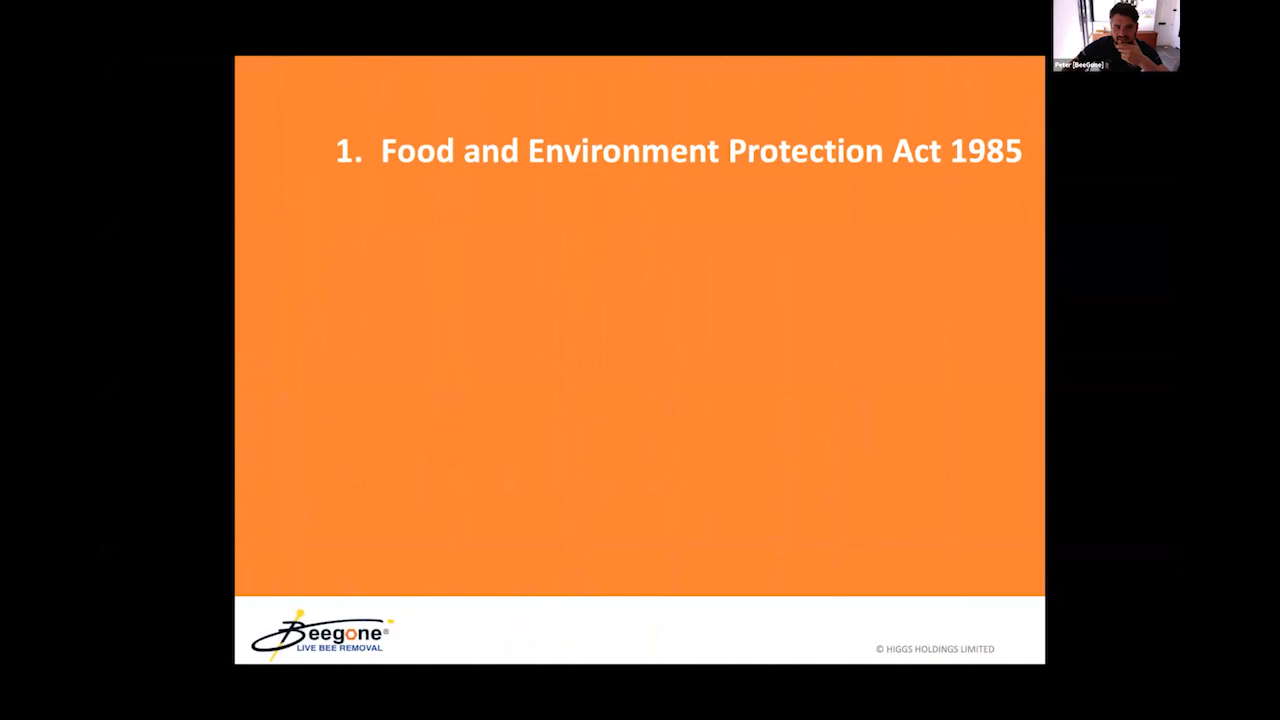 Peter [BeeGone]
1. Food and Environment Protection Act 1985
Beegone®
LIVE BEE REMOVAL
© HIGGS HOLDINGS LIMITED